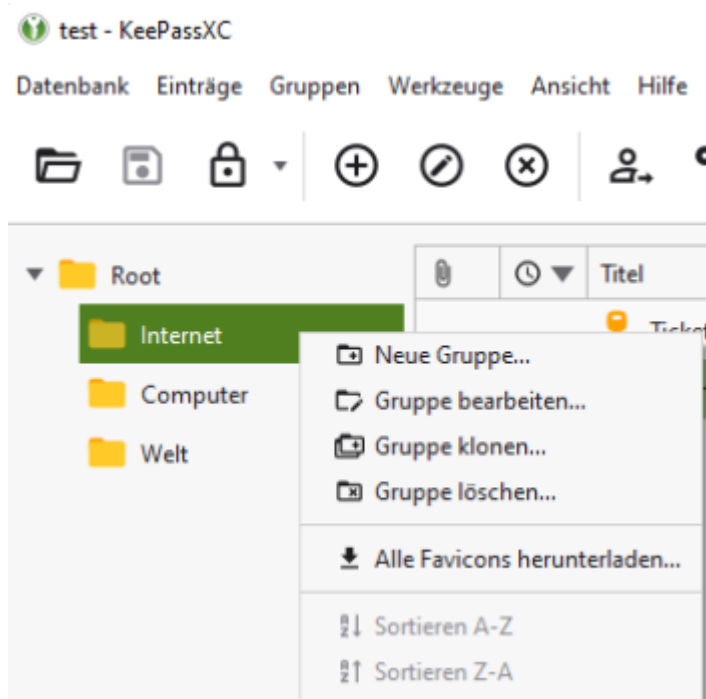 test - KeePassXC
Datenbank Einträge Gruppen Werkzeuge Ansicht Hilfe
Root
Titel
Internet
Computer
Welt
Neue Gruppe...
Gruppe bearbeiten...
Gruppe klonen...
Gruppe löschen...
Alle Favicons herunterladen...
Sortieren A-Z
Sortieren Z-A